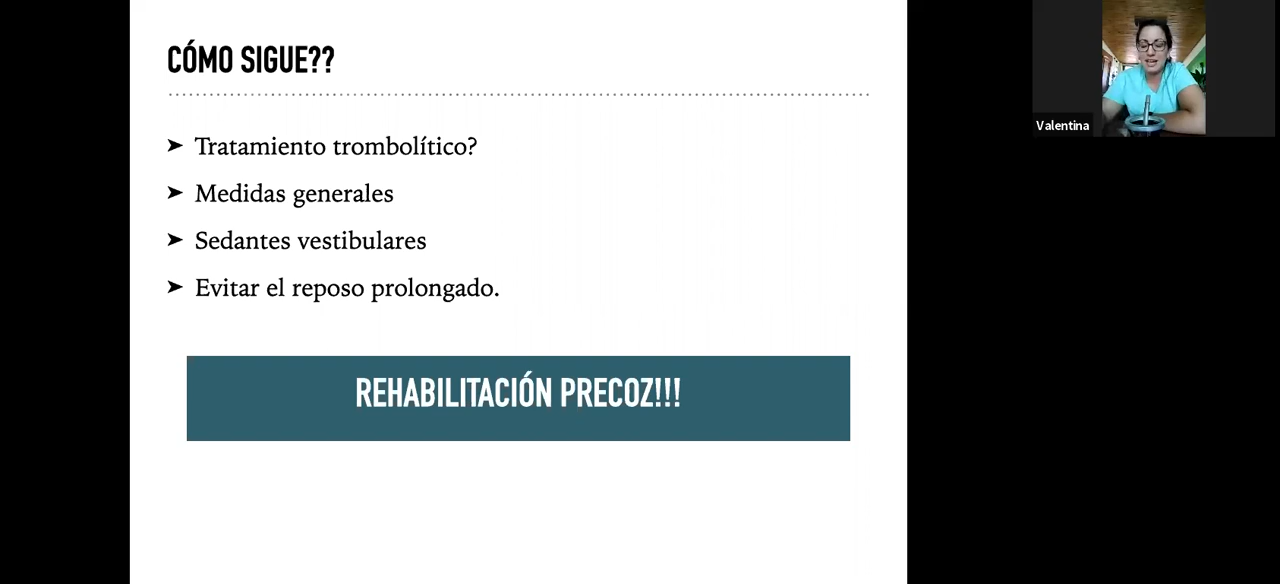 CÓMO SIGUE??
➤ Tratamiento trombolítico?
➤ Medidas generales
➤ Sedantes vestibulares
➤ Evitar el reposo prolongado.
REHABILITACIÓN PRECOZ!!!
Valentina